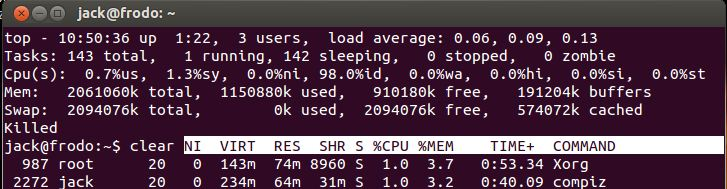 jack@frodo: ~
top - 10:50:36 up  1:22,  3 users,  load average: 0.06, 0.09, 0.13
Tasks: 143 total,   1 running, 142 sleeping,   0 stopped,   0 zombie
Cpu(s):  0.7%us,  1.3%sy,  0.0%ni, 98.0%id,  0.0%wa,  0.0%hi,  0.0%si,  0.0%st
Mem:   2061060k total,  1150880k used,   910180k free,   191204k buffers
Swap:  2094076k total,        0k used,  2094076k free,   574072k cached
Killed
jack@frodo:~$ clear NI  VIRT  RES  SHR S %CPU %MEM    TIME+  COMMAND
  987 root      20   0  143m  74m 8960 S  1.0  3.7   0:53.34 Xorg
 2272 jack      20   0  234m  64m  31m S  1.0  3.2   0:40.09 compiz